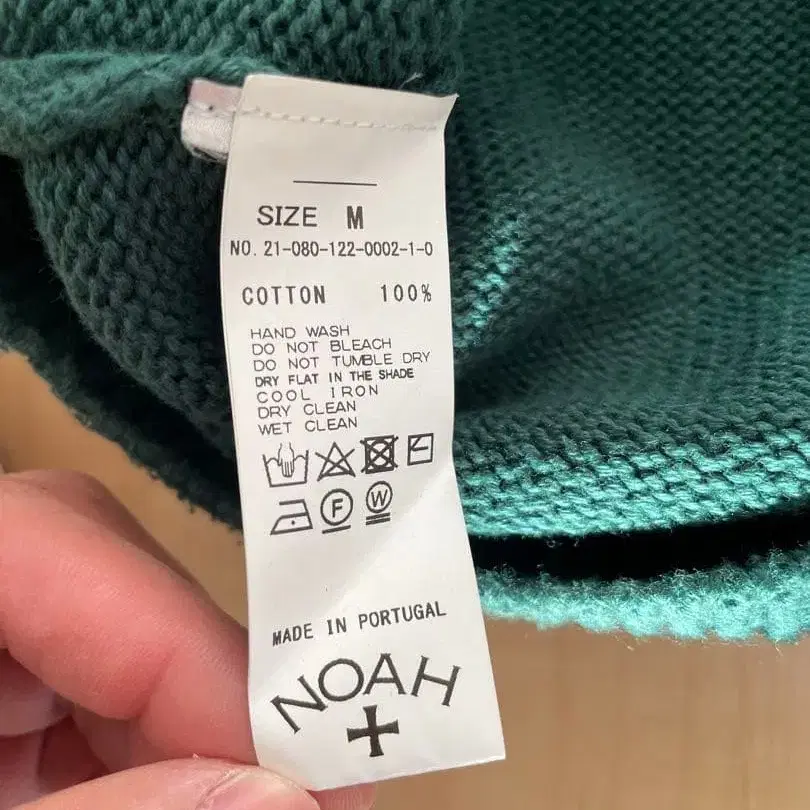 SIZE M
NO. 21-080-122-0002-1-0
COTTON 100%
HAND WASH
DO NOT BLEACH
DO NOT TUMBLE DRY
DRY FLAT IN THE SHADE
COOL IRON
DRY CLEAN
WET CLEAN
F W
MADE IN PORTUGAL
NOAH